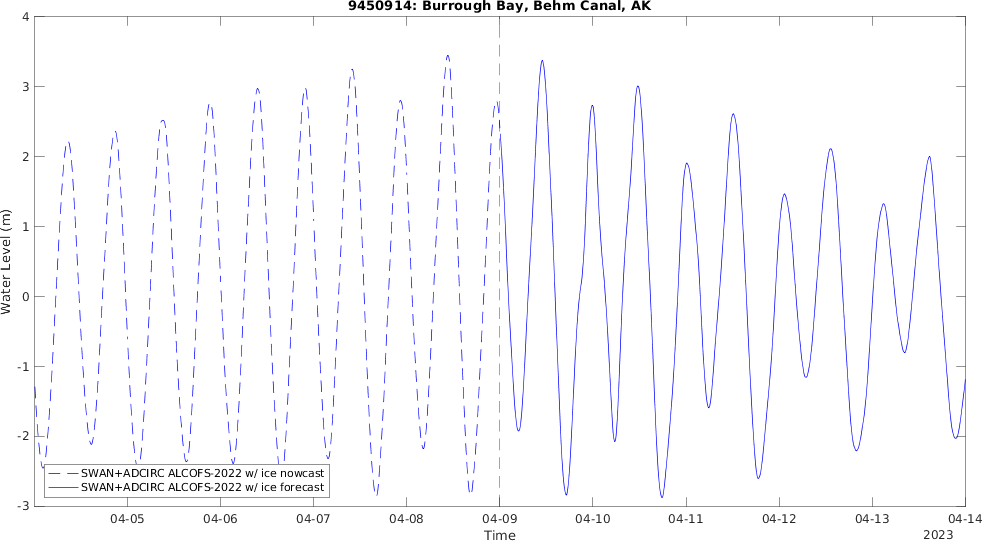 9450914: Burrough Bay, Behm Canal, AK
4
3
2
1
0
-1
-2
-3
Water Level (m)
SWAN+ADCIRC ALCOFS-2022 w/ ice nowcast
SWAN+ADCIRC ALCOFS-2022 w/ ice forecast
04-05 04-06 04-07 04-08 04-09 04-10 04-11 04-12 04-13 04-14
Time
2023